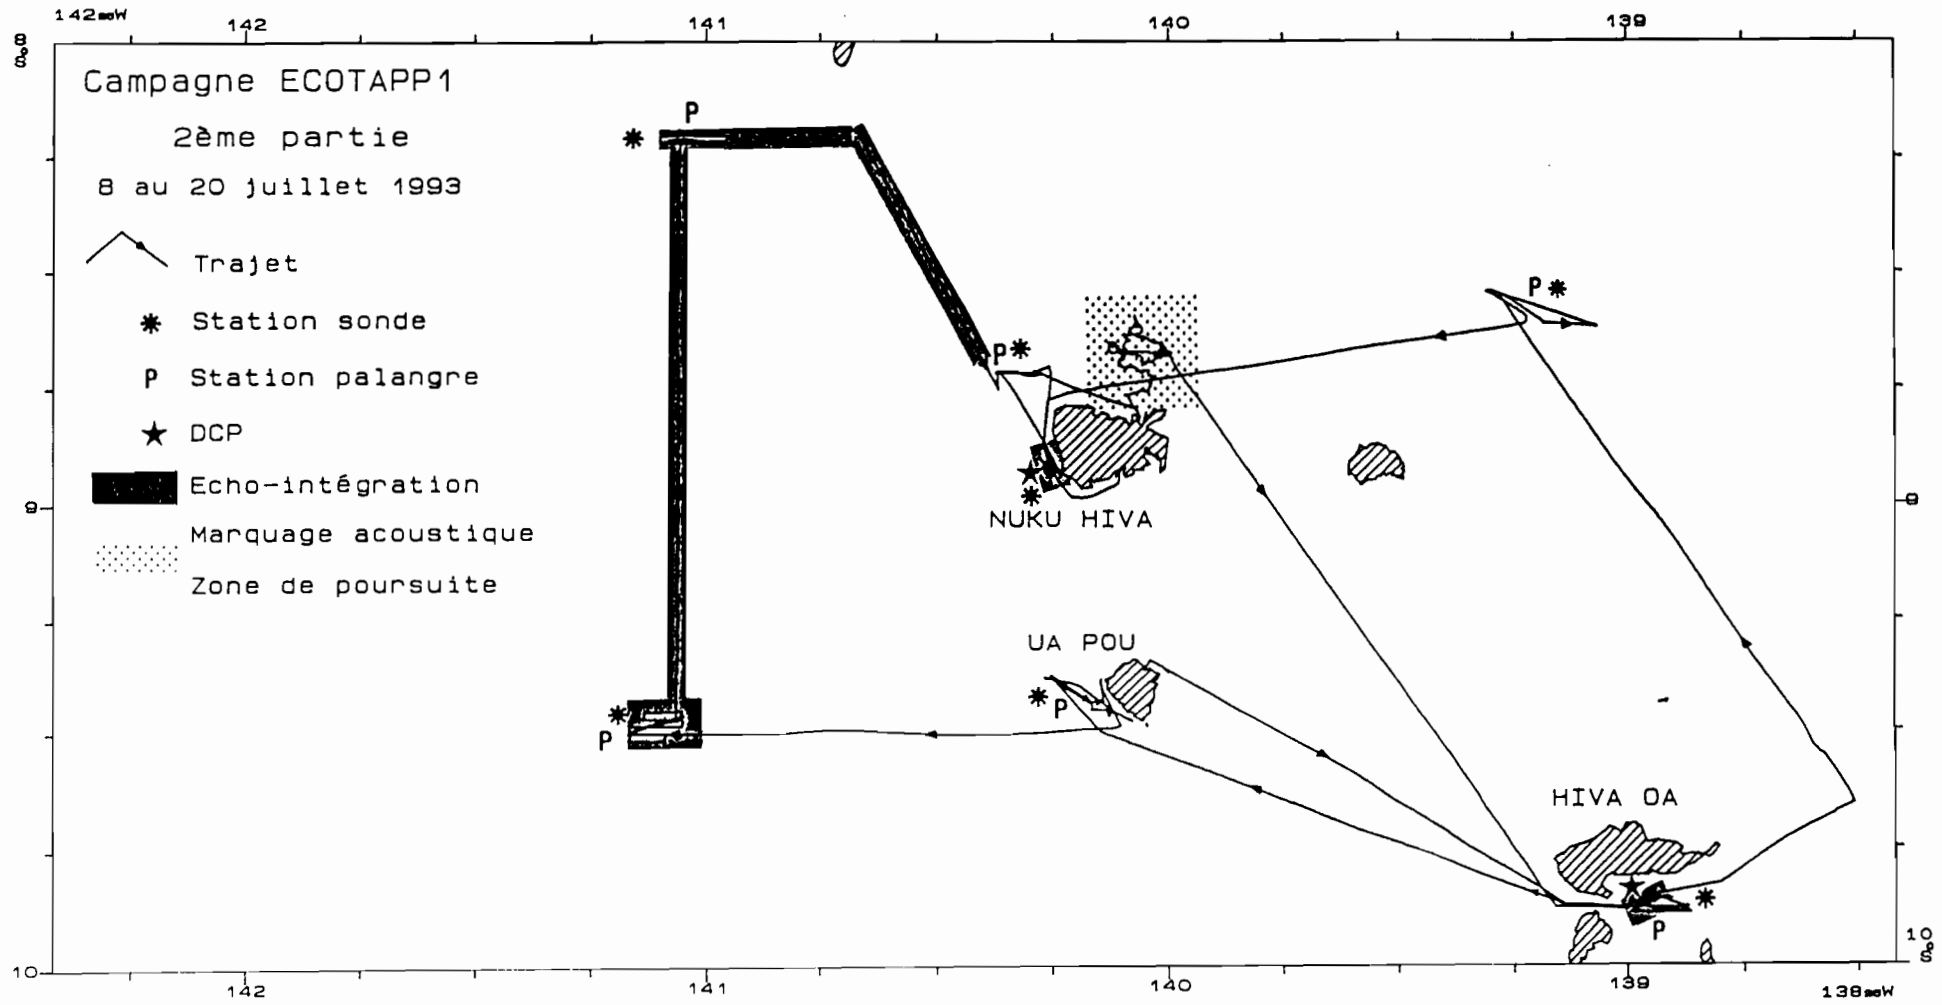 142 W
142
141
140
139
8
S
Campagne ECOTAPP1
2ème partie
8 au 20 juillet 1993
Trajet
Station sonde
P Station palangre
DCP
Echo-intégration
Marquage acoustique
Zone de poursuite
P
P
P
NUKU HIVA
9
9
UA POU
P
P
HIVA OA
P
10
10
S
142
141
140
139
138 W